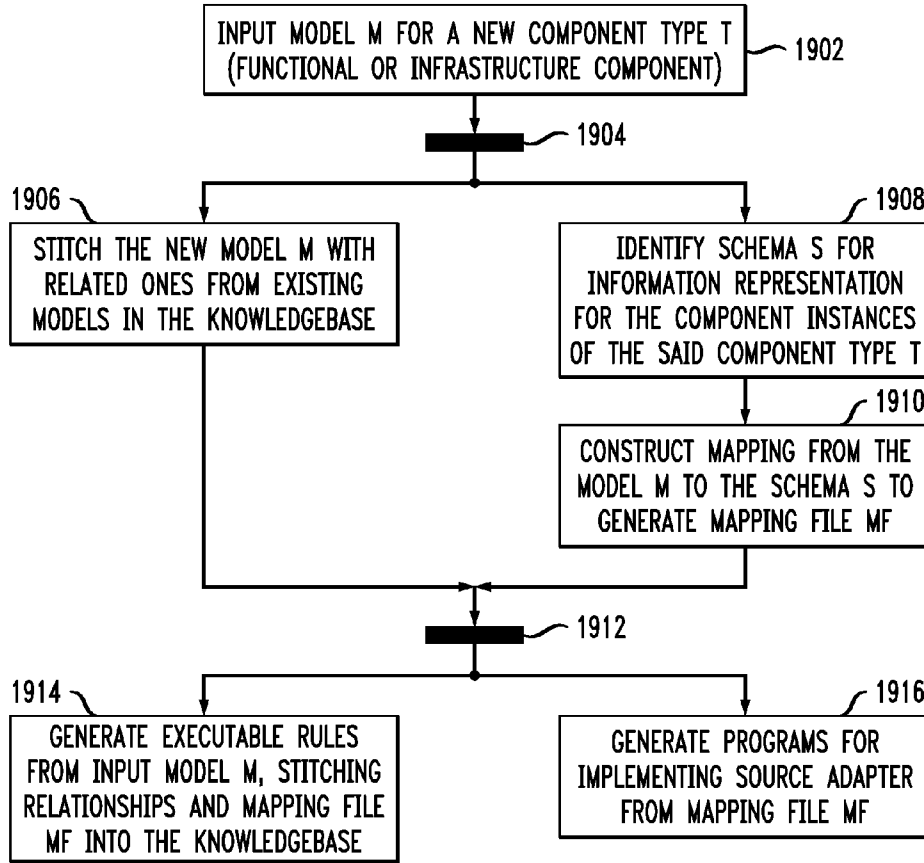 INPUT MODEL M FOR A NEW COMPONENT TYPE T
(FUNCTIONAL OR INFRASTRUCTURE COMPONENT)
1902
1904
1906
STITCH THE NEW MODEL M WITH
RELATED ONES FROM EXISTING
MODELS IN THE KNOWLEDGEBASE
1908
IDENTIFY SCHEMA S FOR
INFORMATION REPRESENTATION
FOR THE COMPONENT INSTANCES
OF THE SAID COMPONENT TYPE T
1910
CONSTRUCT MAPPING FROM THE
MODEL M TO THE SCHEMA S TO
GENERATE MAPPING FILE MF
1912
1914
GENERATE EXECUTABLE RULES
FROM INPUT MODEL M, STITCHING
RELATIONSHIPS AND MAPPING FILE
MF INTO THE KNOWLEDGEBASE
1916
GENERATE PROGRAMS FOR
IMPLEMENTING SOURCE ADAPTER
FROM MAPPING FILE MF